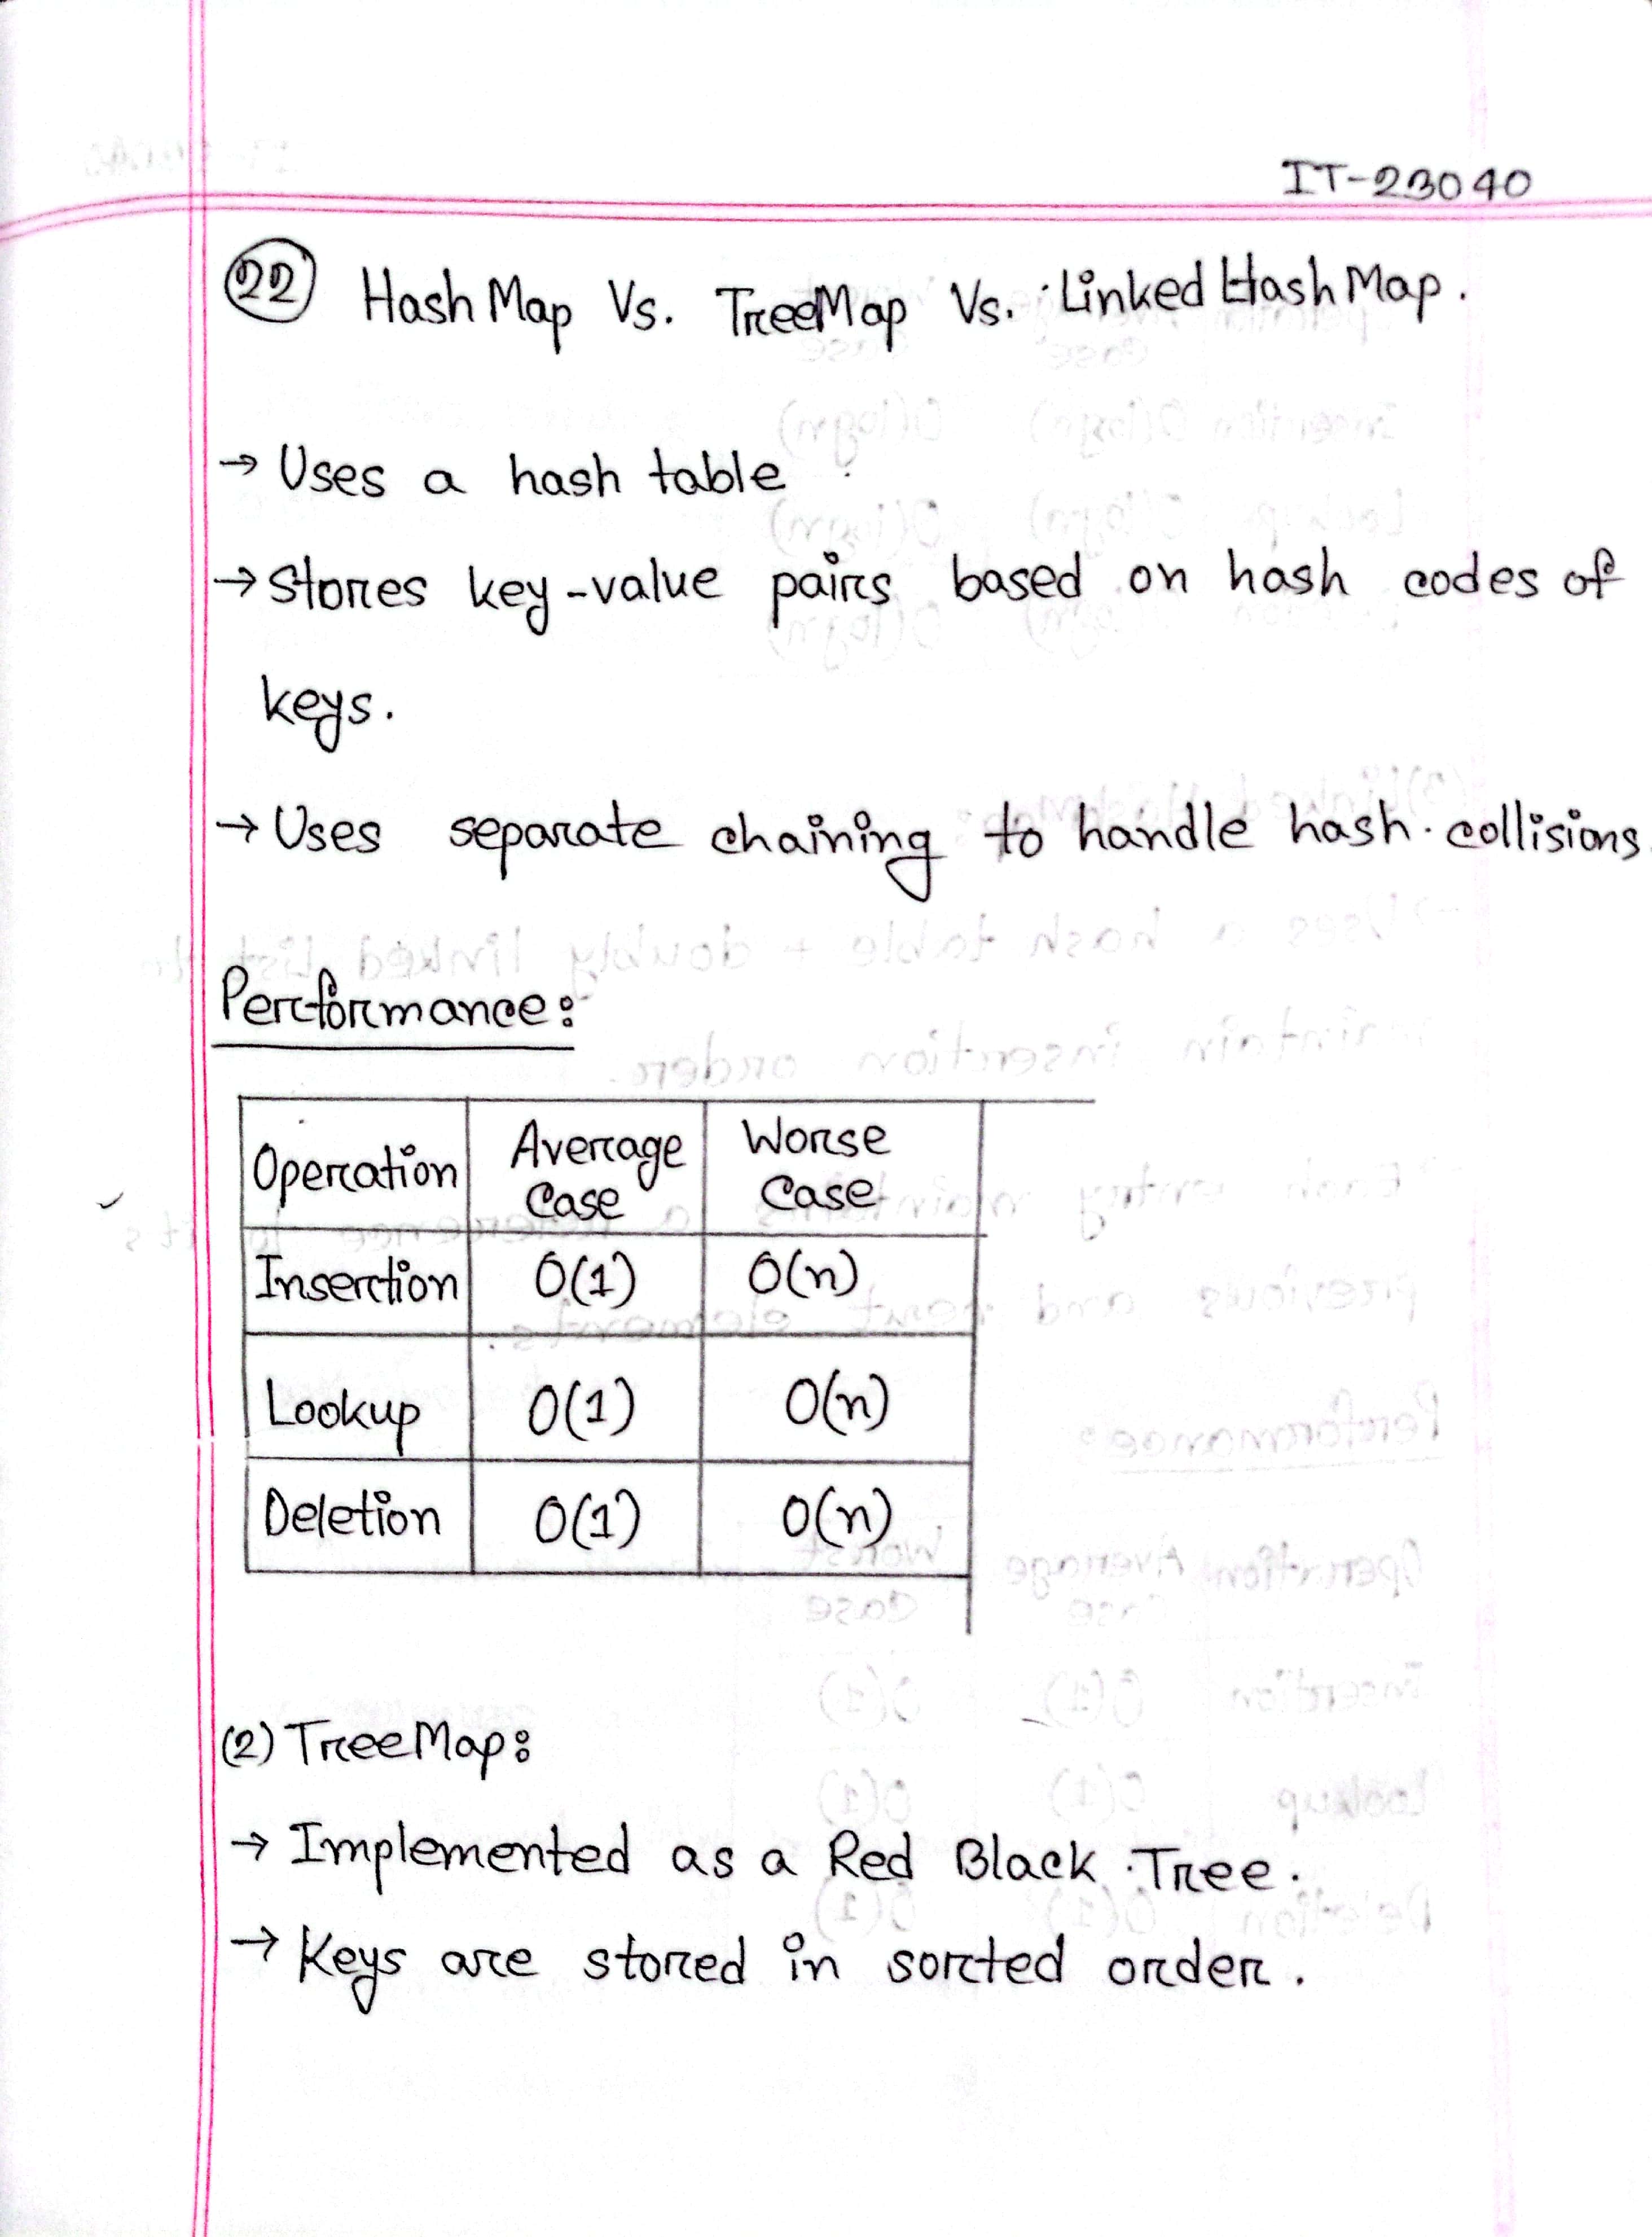 IT-23040
22 HashMap Vs. TreeMap Vs. Linked HashMap.
→ Uses a hash table
→ Stores key-value pairs based on hash codes of
keys.
→ Uses separate chaining to handle hash collisions
Performance:
Operation Average Case Worse Case
Insertion O(1) O(n)
Lookup O(1) O(n)
Deletion O(1) O(n)
(2) TreeMap:
→ Implemented as a Red Black Tree.
→ Keys are stored in sorted order.